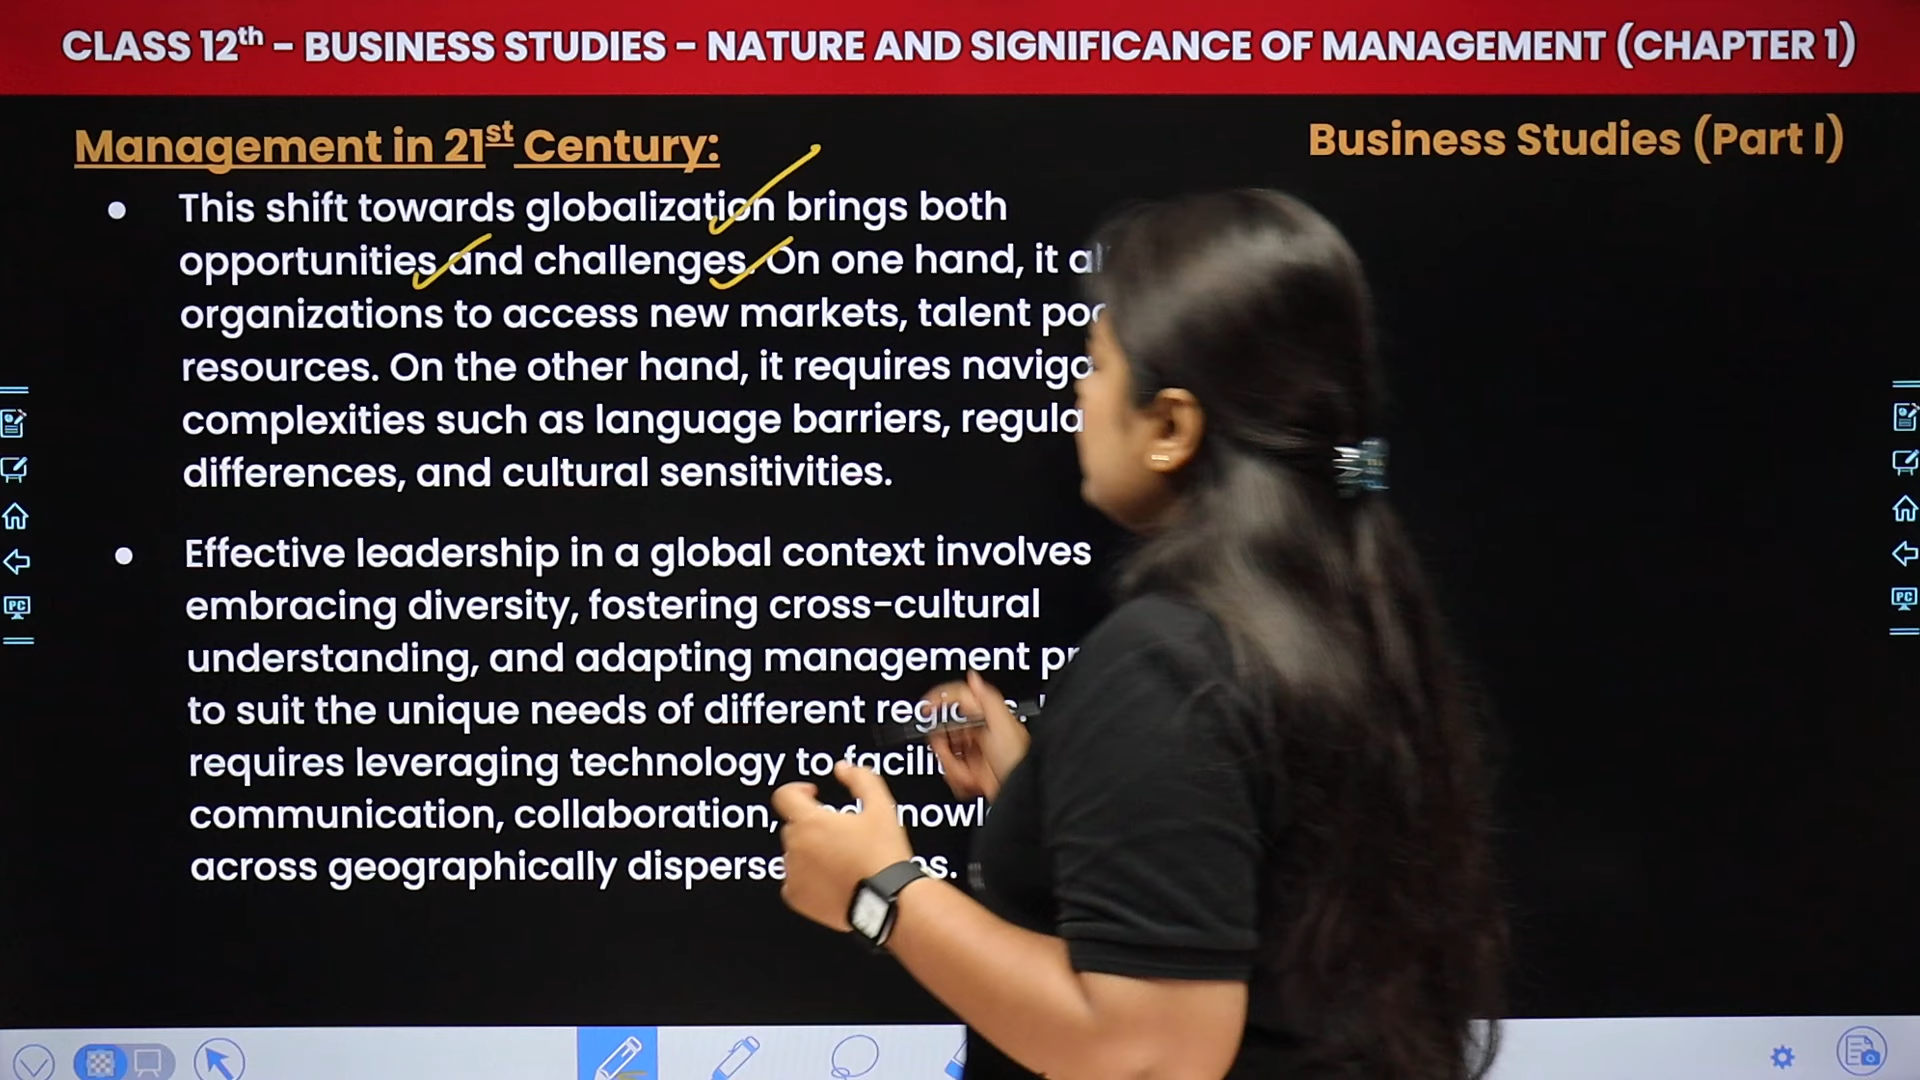 CLASS 12th – BUSINESS STUDIES – NATURE AND SIGNIFICANCE OF MANAGEMENT (CHAPTER 1)
Management in 21st Century:
Business Studies (Part I)
This shift towards globalization brings both
opportunities and challenges. On one hand, it
organizations to access new markets, talent
resources. On the other hand, it requires
complexities such as language barriers,
differences, and cultural sensitivities.
Effective leadership in a global context involves
embracing diversity, fostering cross-cultural
understanding, and adapting management
to suit the unique needs of different
requires leveraging technology to
communication, collaboration,
across geographically
PC
PC